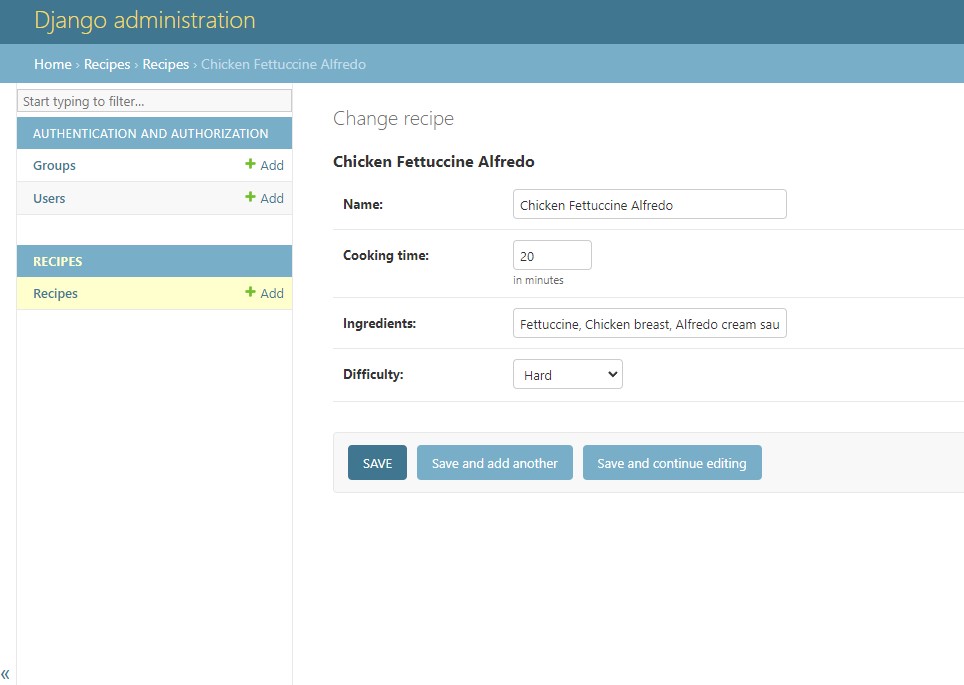 Django administration
Home › Recipes › Recipes › Chicken Fettuccine Alfredo
Start typing to filter...
AUTHENTICATION AND AUTHORIZATION
Groups + Add
Users + Add
RECIPES
Recipes + Add
«
Change recipe
Chicken Fettuccine Alfredo
Name: Chicken Fettuccine Alfredo
Cooking time: 20
in minutes
Ingredients: Fettuccine, Chicken breast, Alfredo cream sau
Difficulty: Hard
SAVE Save and add another Save and continue editing